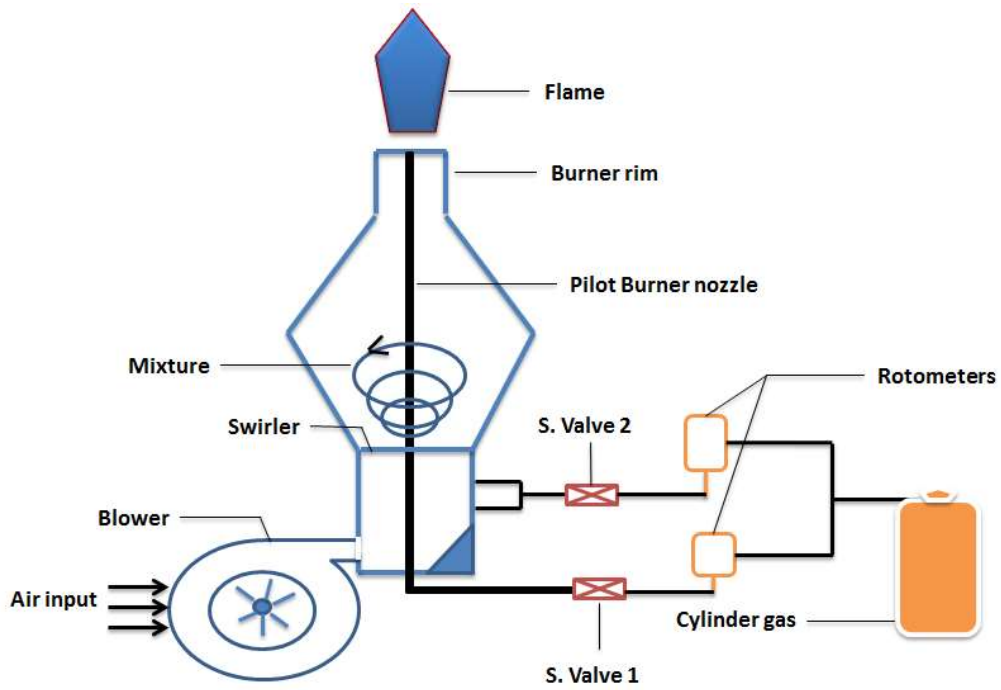 Flame
Burner rim
Pilot Burner nozzle
Mixture
Rotometers
Swirler
S. Valve 2
Blower
Air input
Cylinder gas
S. Valve 1